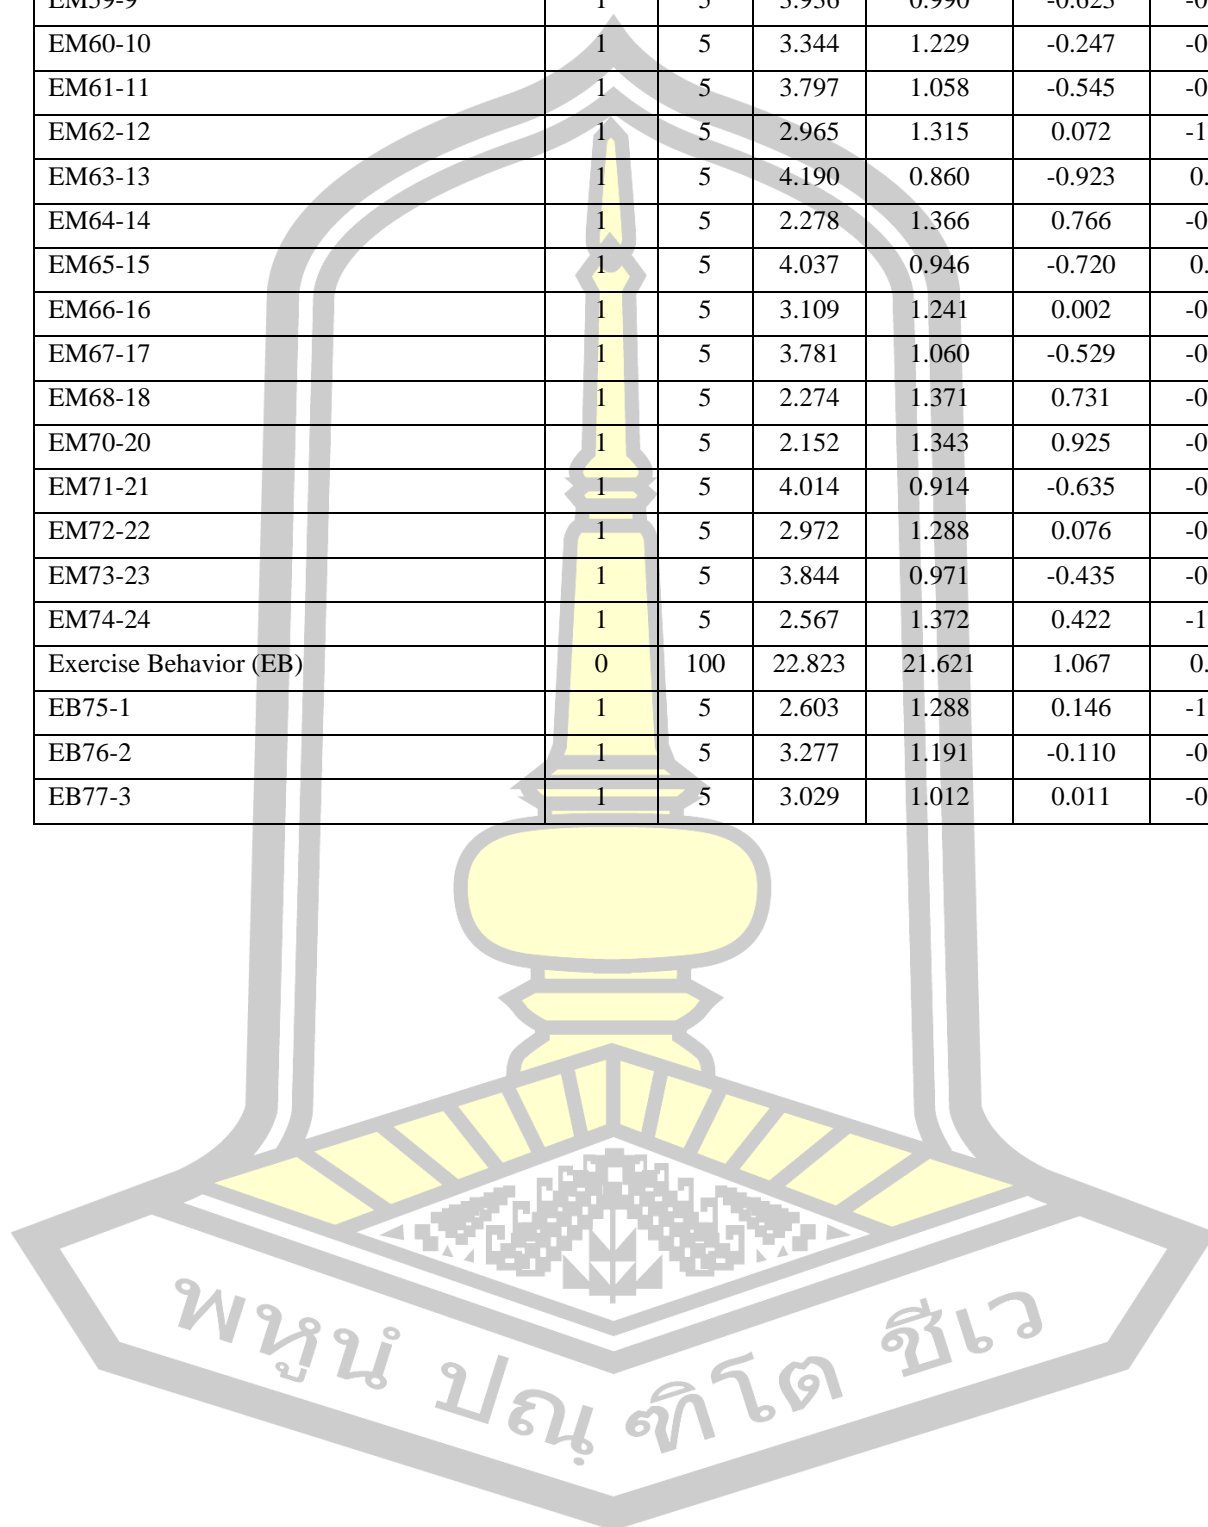 EM60-10 1 5 3.344 1.229 -0.247
EM61-11 1 5 3.797 1.058 -0.545
EM62-12 1 5 2.965 1.315 0.072
EM63-13 1 5 4.190 0.860 -0.923
EM64-14 1 5 2.278 1.366 0.766
EM65-15 1 5 4.037 0.946 -0.720
EM66-16 1 5 3.109 1.241 0.002
EM67-17 1 5 3.781 1.060 -0.529
EM68-18 1 5 2.274 1.371 0.731
EM70-20 1 5 2.152 1.343 0.925
EM71-21 1 5 4.014 0.914 -0.635
EM72-22 1 5 2.972 1.288 0.076
EM73-23 1 5 3.844 0.971 -0.435
EM74-24 1 5 2.567 1.372 0.422
Exercise Behavior (EB) 0 100 22.823 21.621 1.067
EB75-1 1 5 2.603 1.288 0.146
EB76-2 1 5 3.277 1.191 -0.110
EB77-3 1 5 3.029 1.012 0.011
พหูนํ ปณฺฑิโต ชีเว